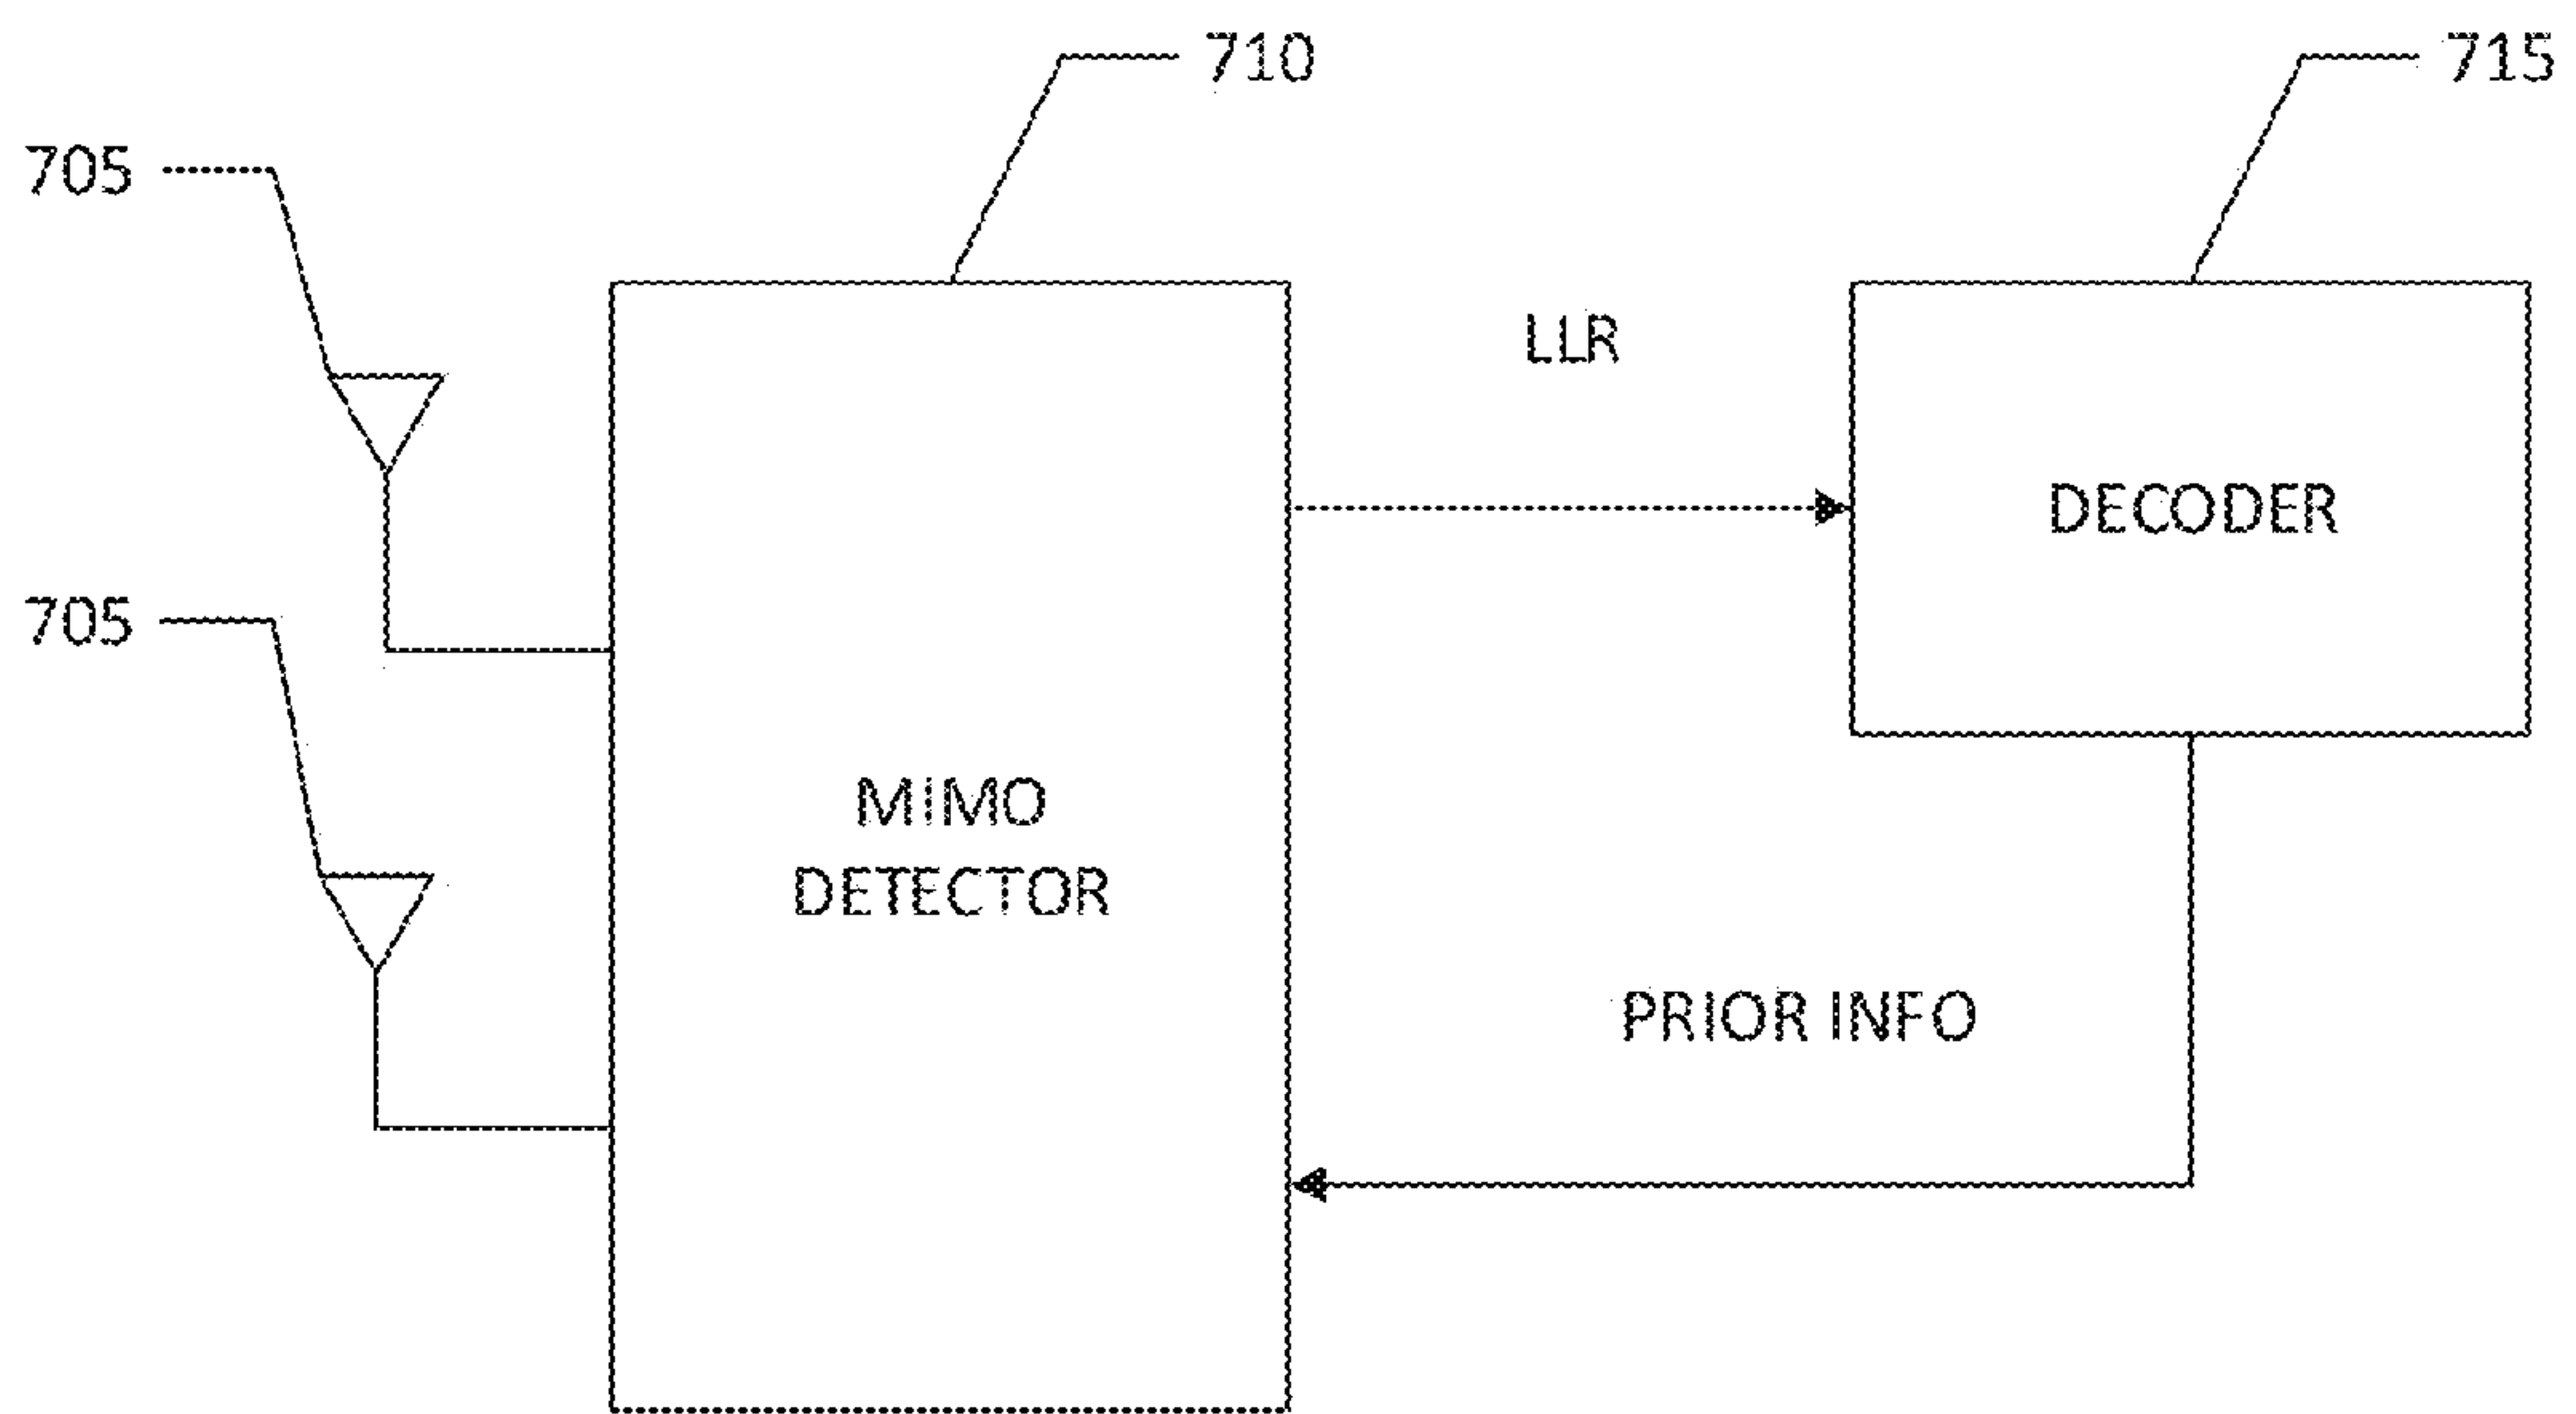 710
715
705
LLR
DECODER
705
MIMO
DETECTOR
PRIOR INFO